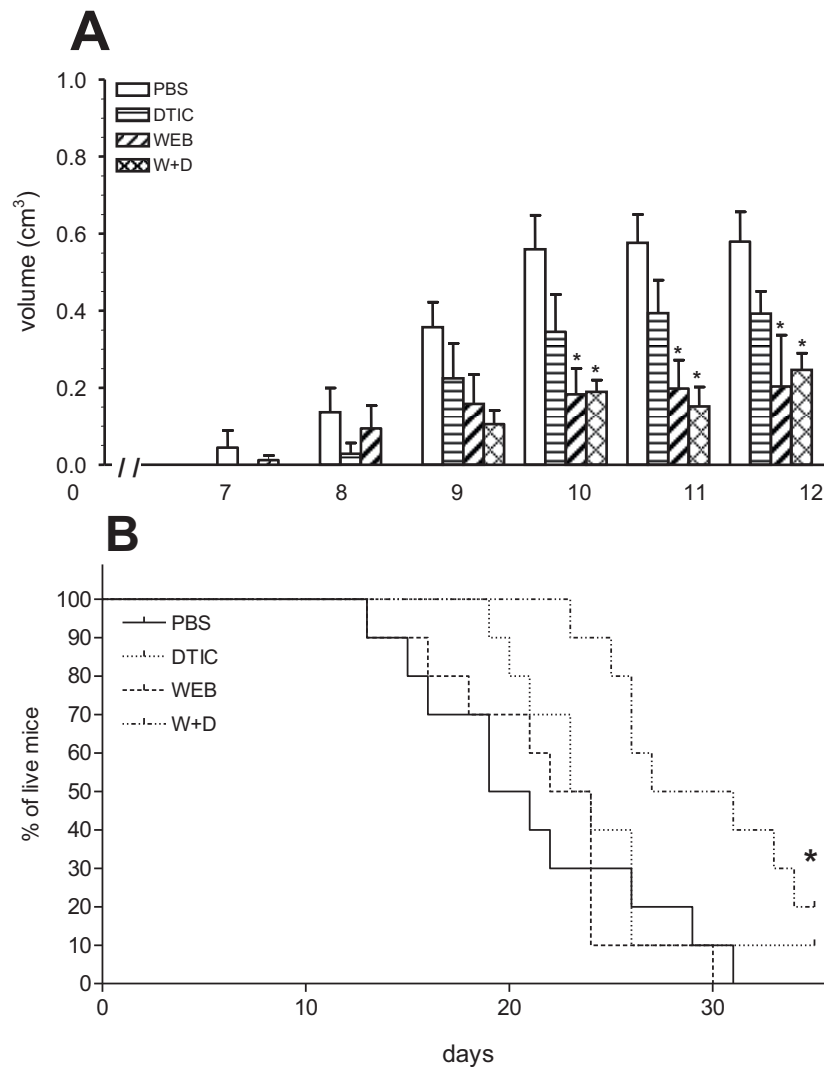 A
1.0
PBS
DTIC
WEB
W+D
0.8
0.6
0.4
0.2
0.0
volume (cm³)
* * * * * *
//
0 7 8 9 10 11 12
B
100
90
80
70
60
50
40
30
20
10
0
% of live mice
PBS
DTIC
WEB
W+D
*
0 10 20 30
days